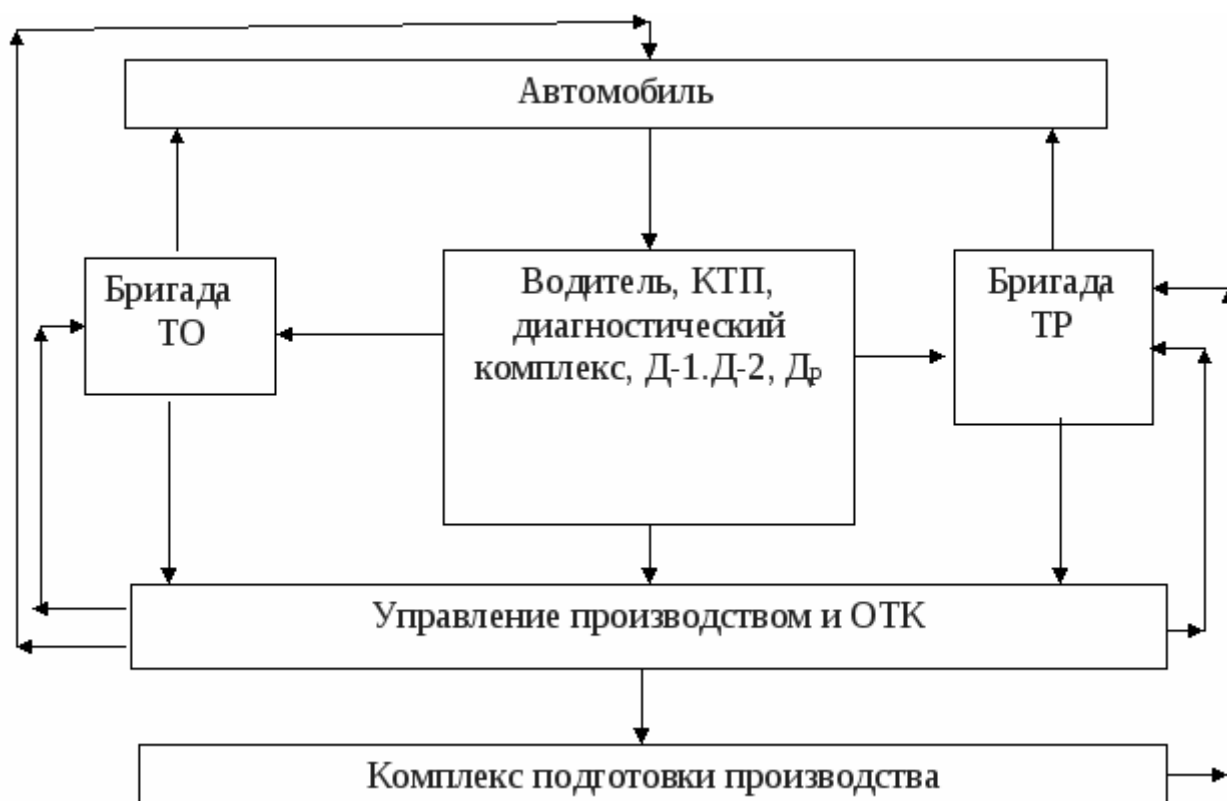 Автомобиль
Бригада
ТО
Водитель, КТП,
диагностический
комплекс, Д-1.Д-2, Др
Бригада
ТР
Управление производством и ОТК
Комплекс подготовки производства